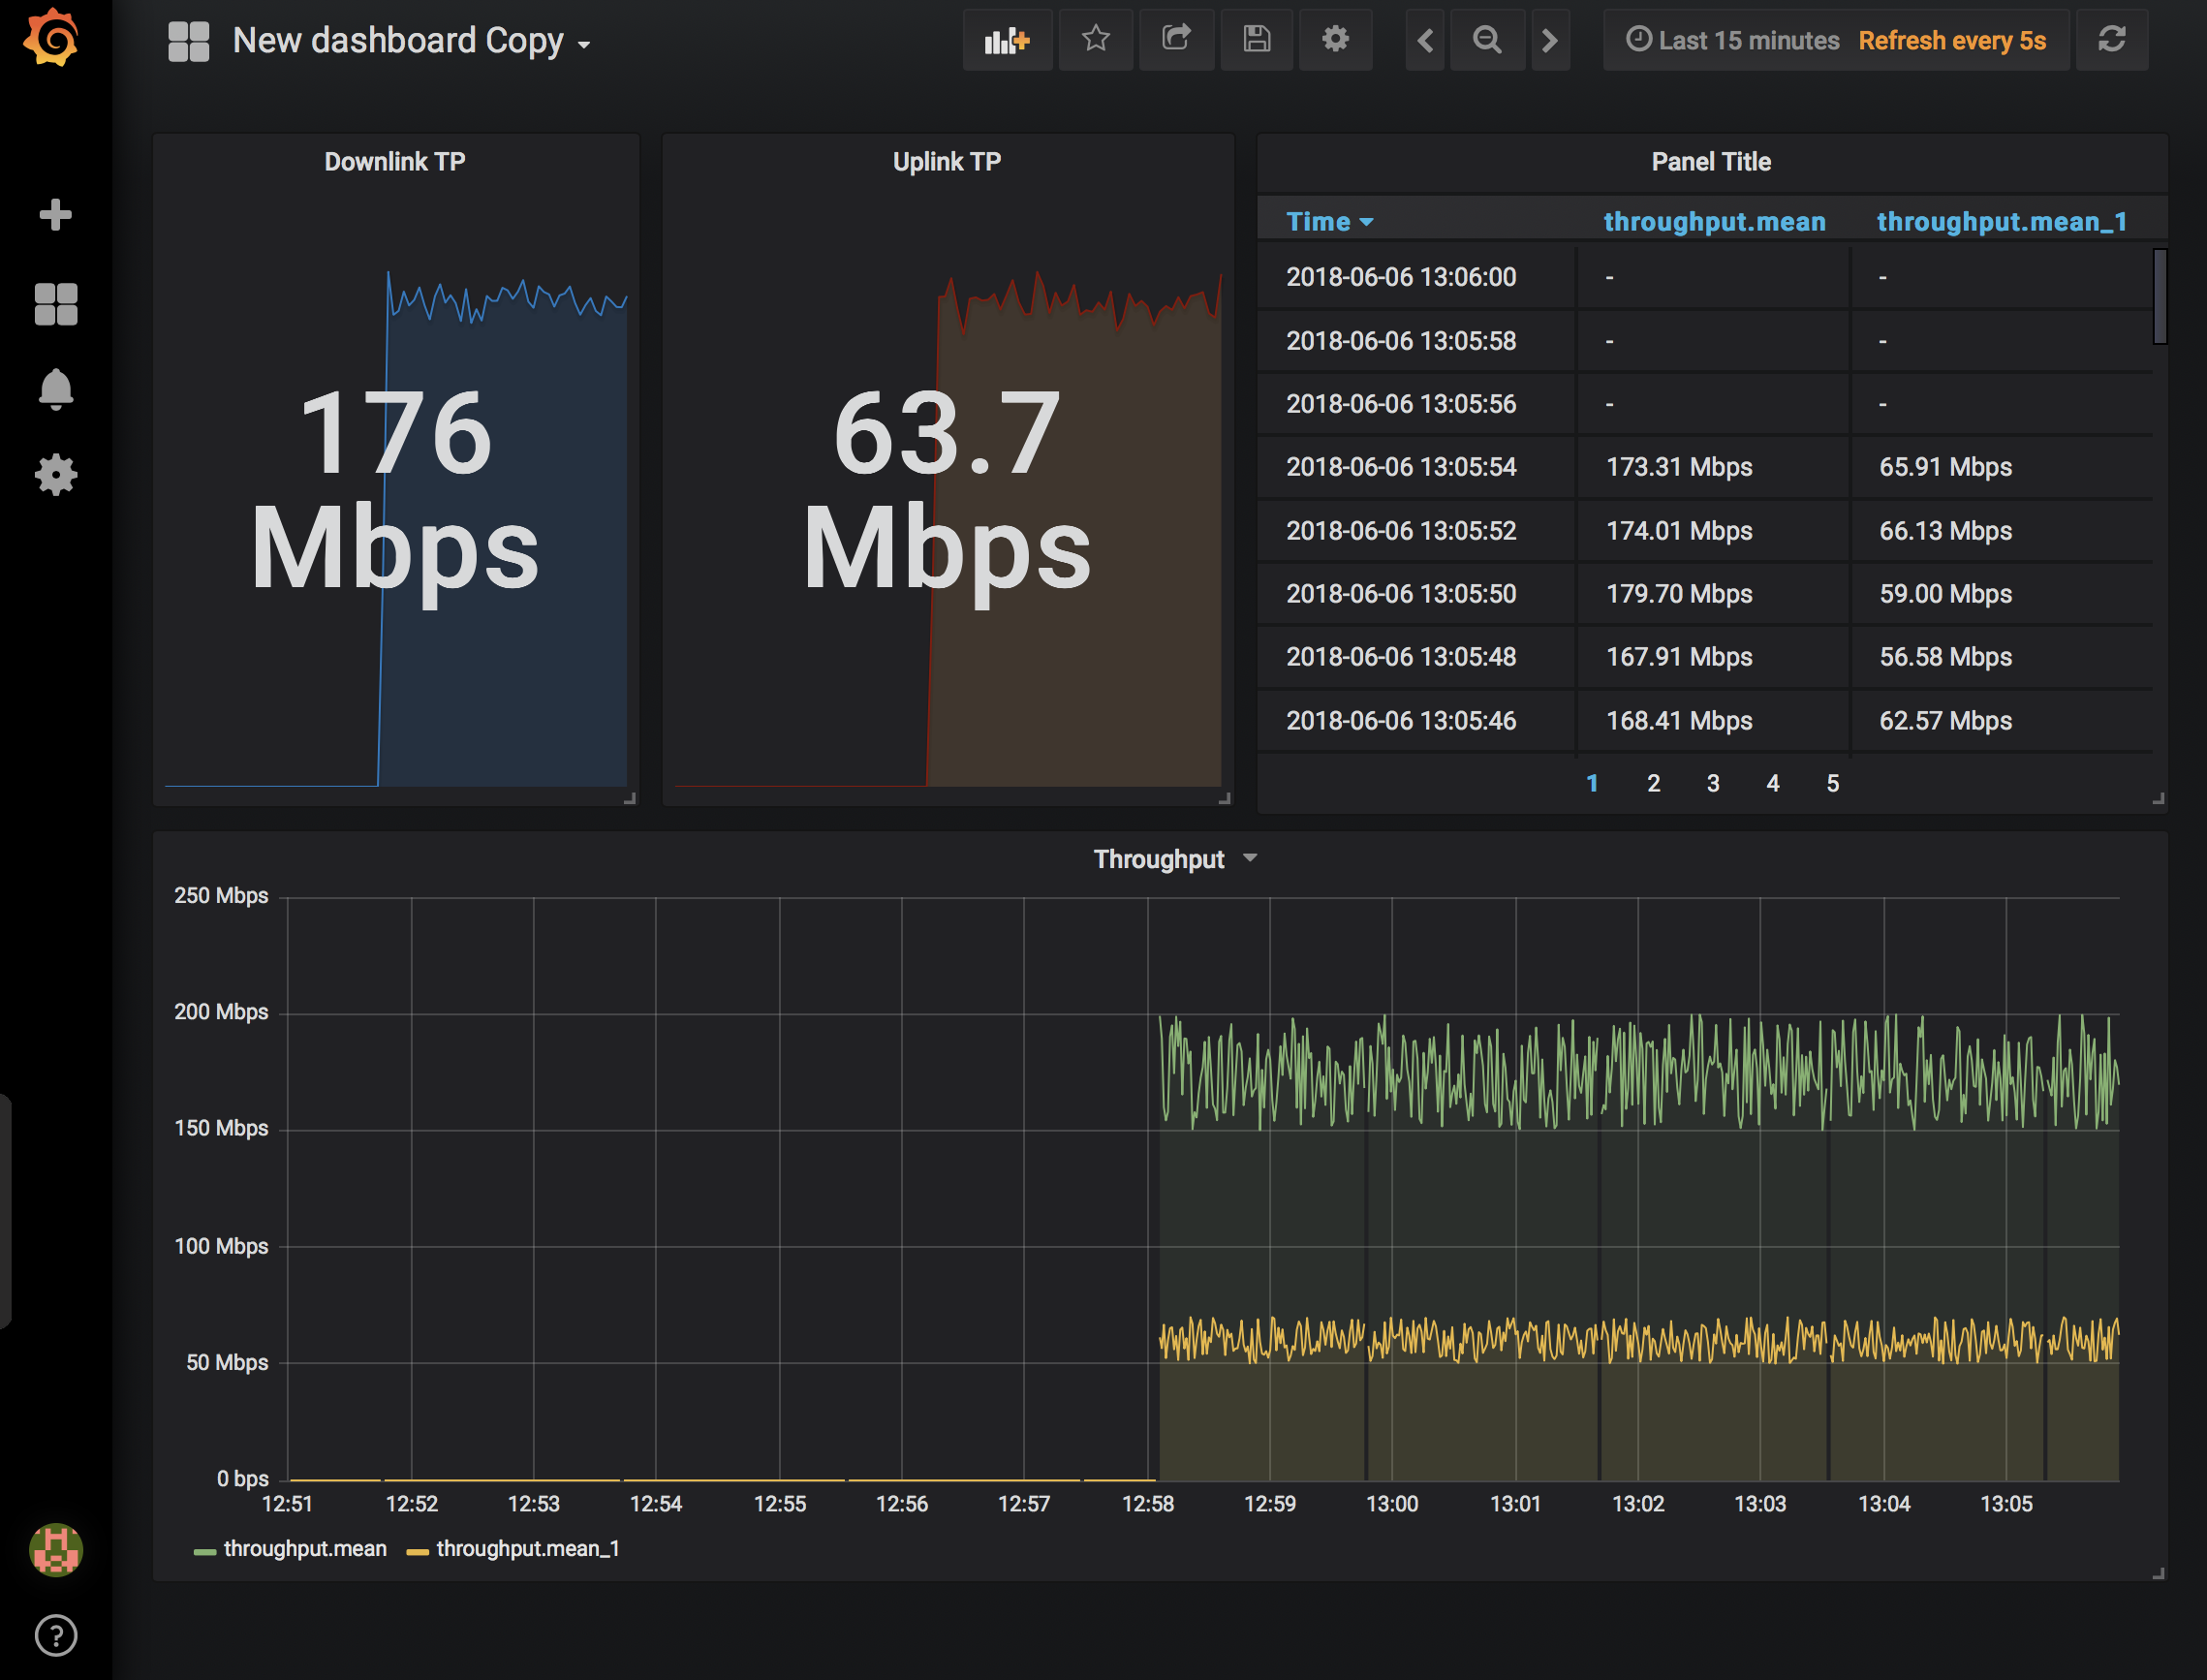 New dashboard Copy
Last 15 minutes Refresh every 5s
Downlink TP
176
Mbps
Uplink TP
63.7
Mbps
Panel Title
Time throughput.mean throughput.mean_1
2018-06-06 13:06:00 - -
2018-06-06 13:05:58 - -
2018-06-06 13:05:56 - -
2018-06-06 13:05:54 173.31 Mbps 65.91 Mbps
2018-06-06 13:05:52 174.01 Mbps 66.13 Mbps
2018-06-06 13:05:50 179.70 Mbps 59.00 Mbps
2018-06-06 13:05:48 167.91 Mbps 56.58 Mbps
2018-06-06 13:05:46 168.41 Mbps 62.57 Mbps
1 2 3 4 5
Throughput
250 Mbps
200 Mbps
150 Mbps
100 Mbps
50 Mbps
0 bps
12:51 12:52 12:53 12:54 12:55 12:56 12:57 12:58 12:59 13:00 13:01 13:02 13:03 13:04 13:05
throughput.mean throughput.mean_1
?